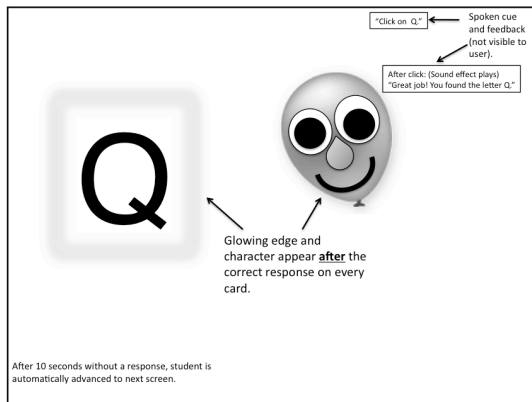 "Click on Q."
Spoken cue
and feedback
(not visible to
user).
After click: (Sound effect plays)
"Great job! You found the letter Q."
Q
Glowing edge and
character appear after the
correct response on every
card.
After 10 seconds without a response, student is
automatically advanced to next screen.